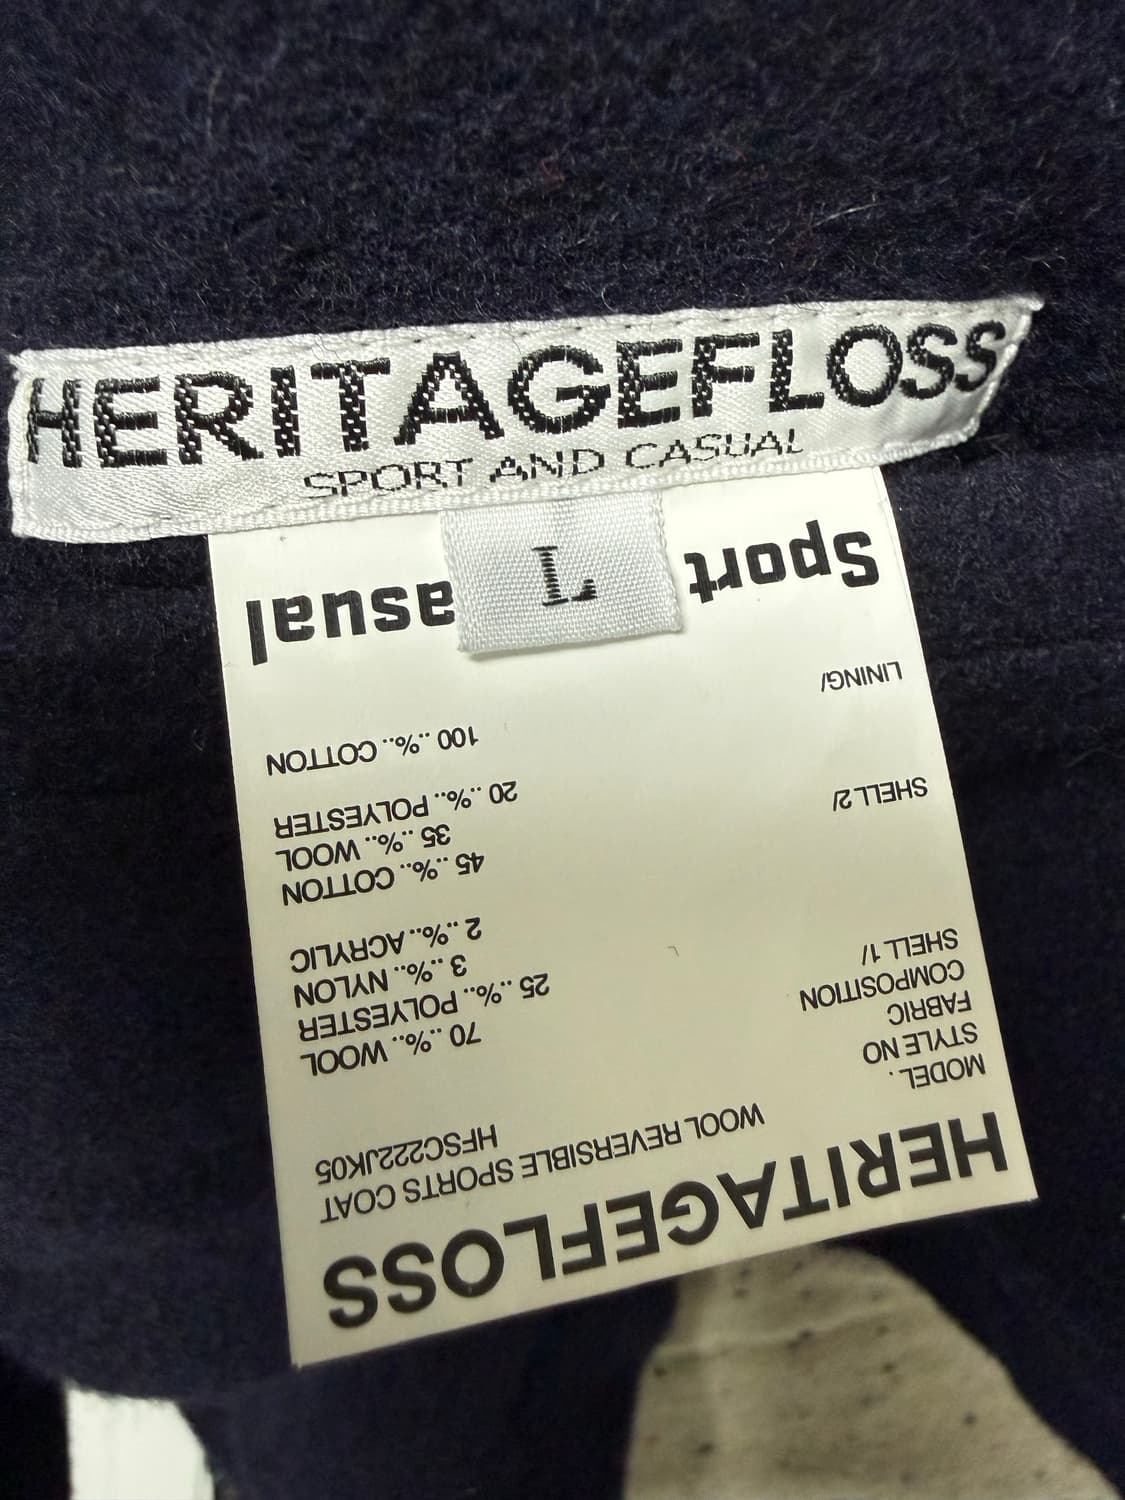 HERITAGEFLOSS
SPORT AND CASUAL
L
HERITAGEFLOSS
MODEL. WOOL REVERSIBLE SPORTS COAT
STYLE NO HFSC222JK05
FABRIC
COMPOSITION
SHELL 1/ 70 ..%.. WOOL
25 ..%.. POLYESTER
3 ..%.. NYLON
2 ..%.. ACRYLIC
SHELL 2/ 45 ..%.. COTTON
35 ..%.. WOOL
20 ..%.. POLYESTER
LINING/ 100 ..%.. COTTON
Sport asual